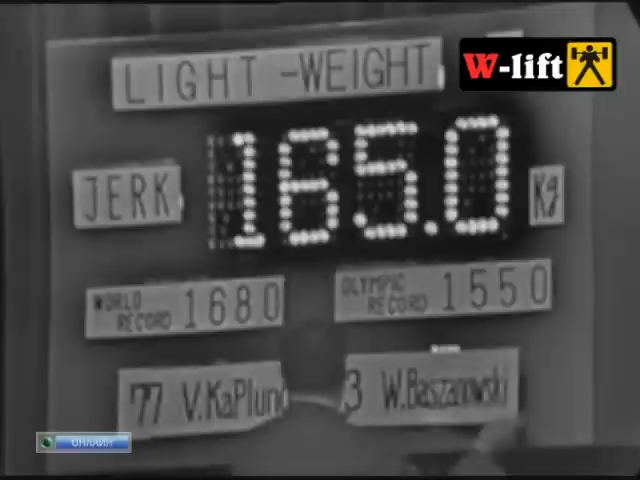 W-lift
LIGHT-WEIGHT
JERK 165.0 Kg
WORLD RECORD 1680
OLYMPIC RECORD 1550
77 V.KaPlun
3 W.Baszanowski
ОНЛАЙН